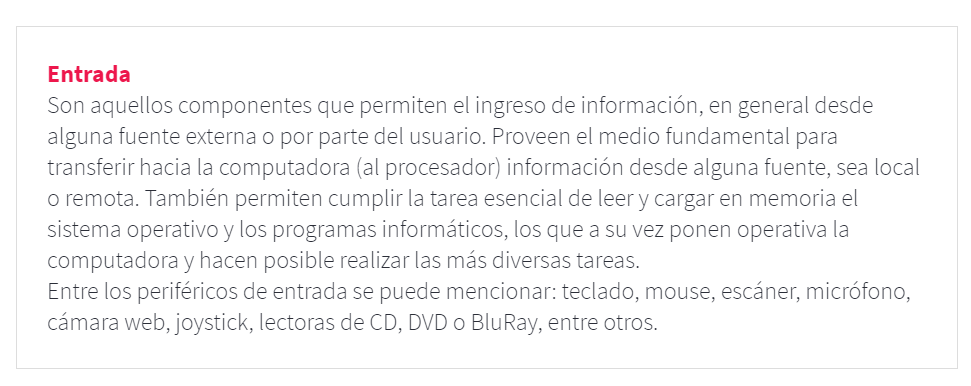 Entrada
Son aquellos componentes que permiten el ingreso de información, en general desde
alguna fuente externa o por parte del usuario. Proveen el medio fundamental para
transferir hacia la computadora (al procesador) información desde alguna fuente, sea local
o remota. También permiten cumplir la tarea esencial de leer y cargar en memoria el
sistema operativo y los programas informáticos, los que a su vez ponen operativa la
computadora y hacen posible realizar las más diversas tareas.
Entre los periféricos de entrada se puede mencionar: teclado, mouse, escáner, micrófono,
cámara web, joystick, lectoras de CD, DVD o BluRay, entre otros.